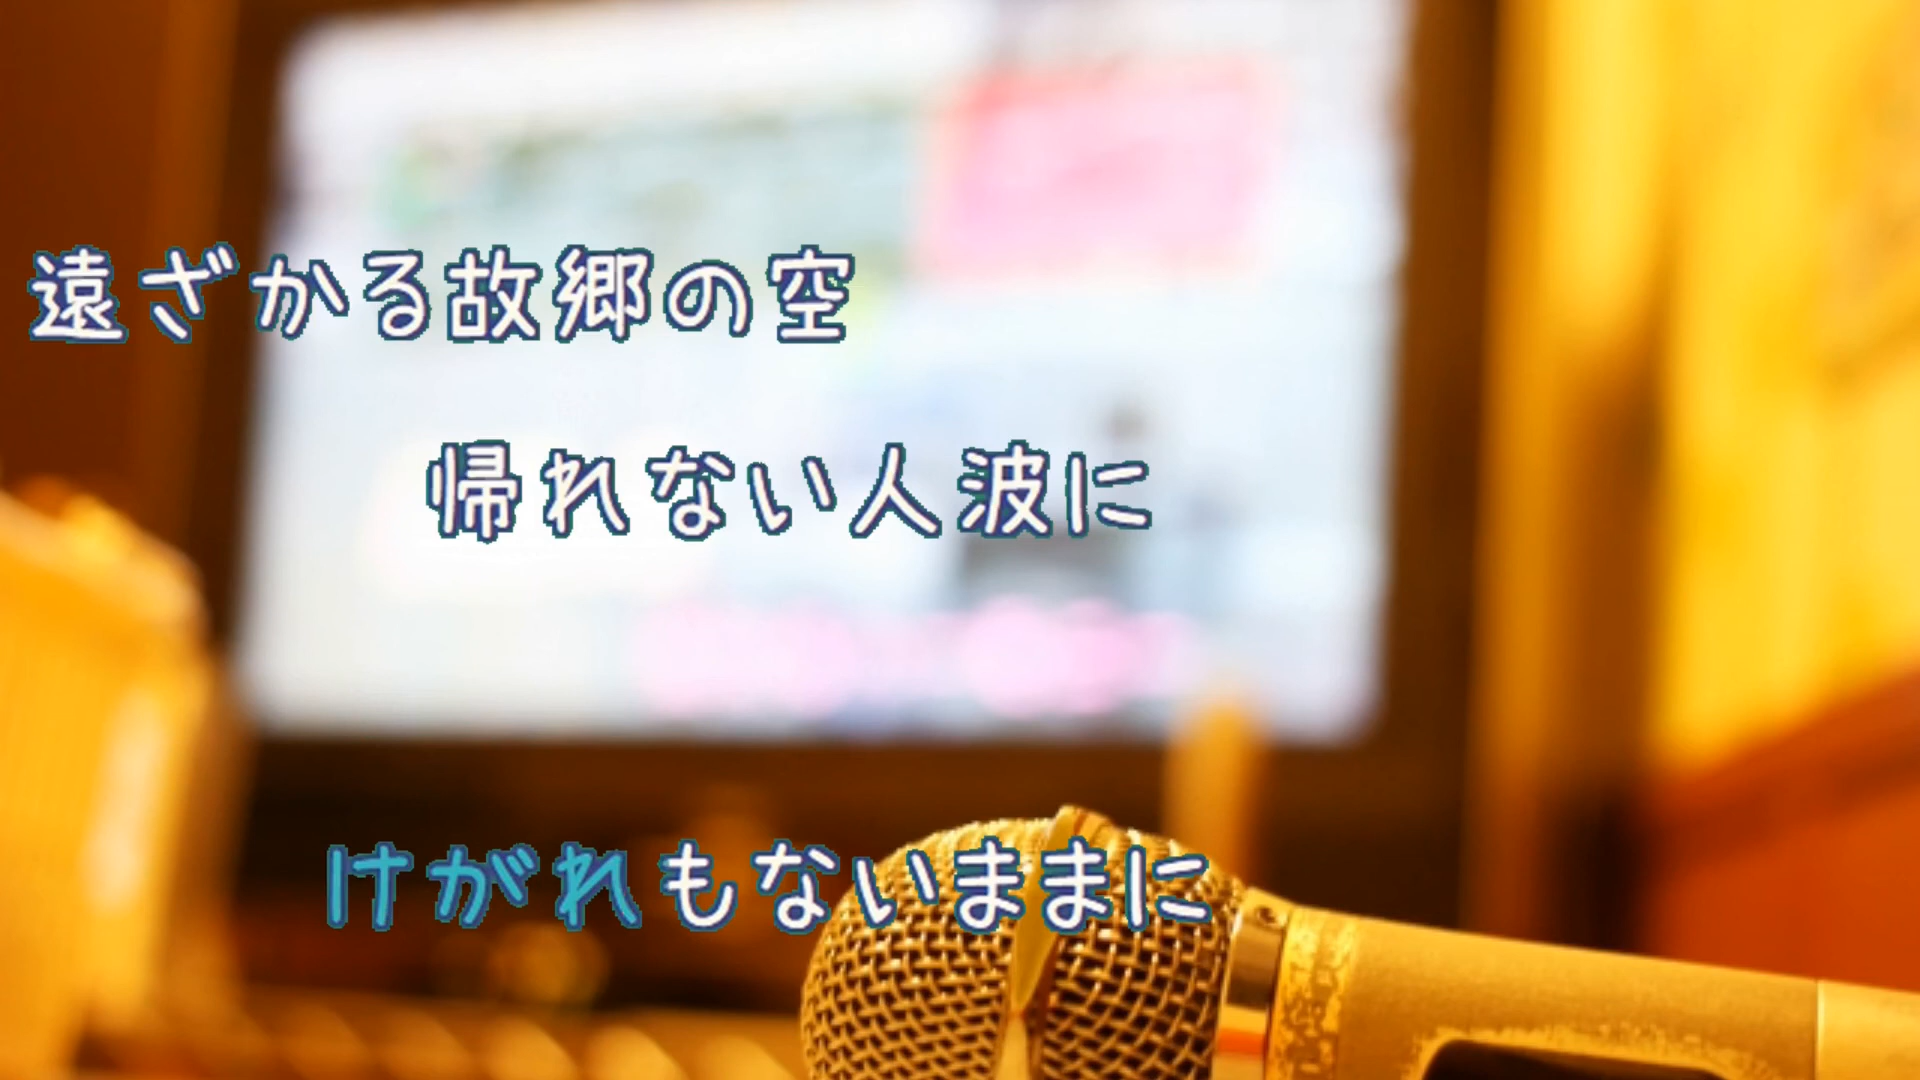 遠ざかる故郷の空
帰れない人波に
けがれもないままに